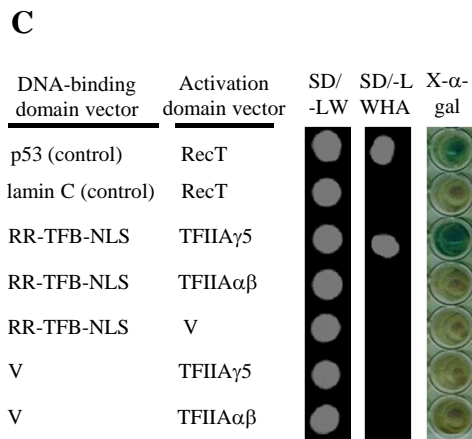 C
DNA-binding domain vector Activation domain vector SD/-LW SD/-LWHA X-α-gal
p53 (control) RecT
lamin C (control) RecT
RR-TFB-NLS TFIIAγ5
RR-TFB-NLS TFIIAαβ
RR-TFB-NLS V
V TFIIAγ5
V TFIIAαβ